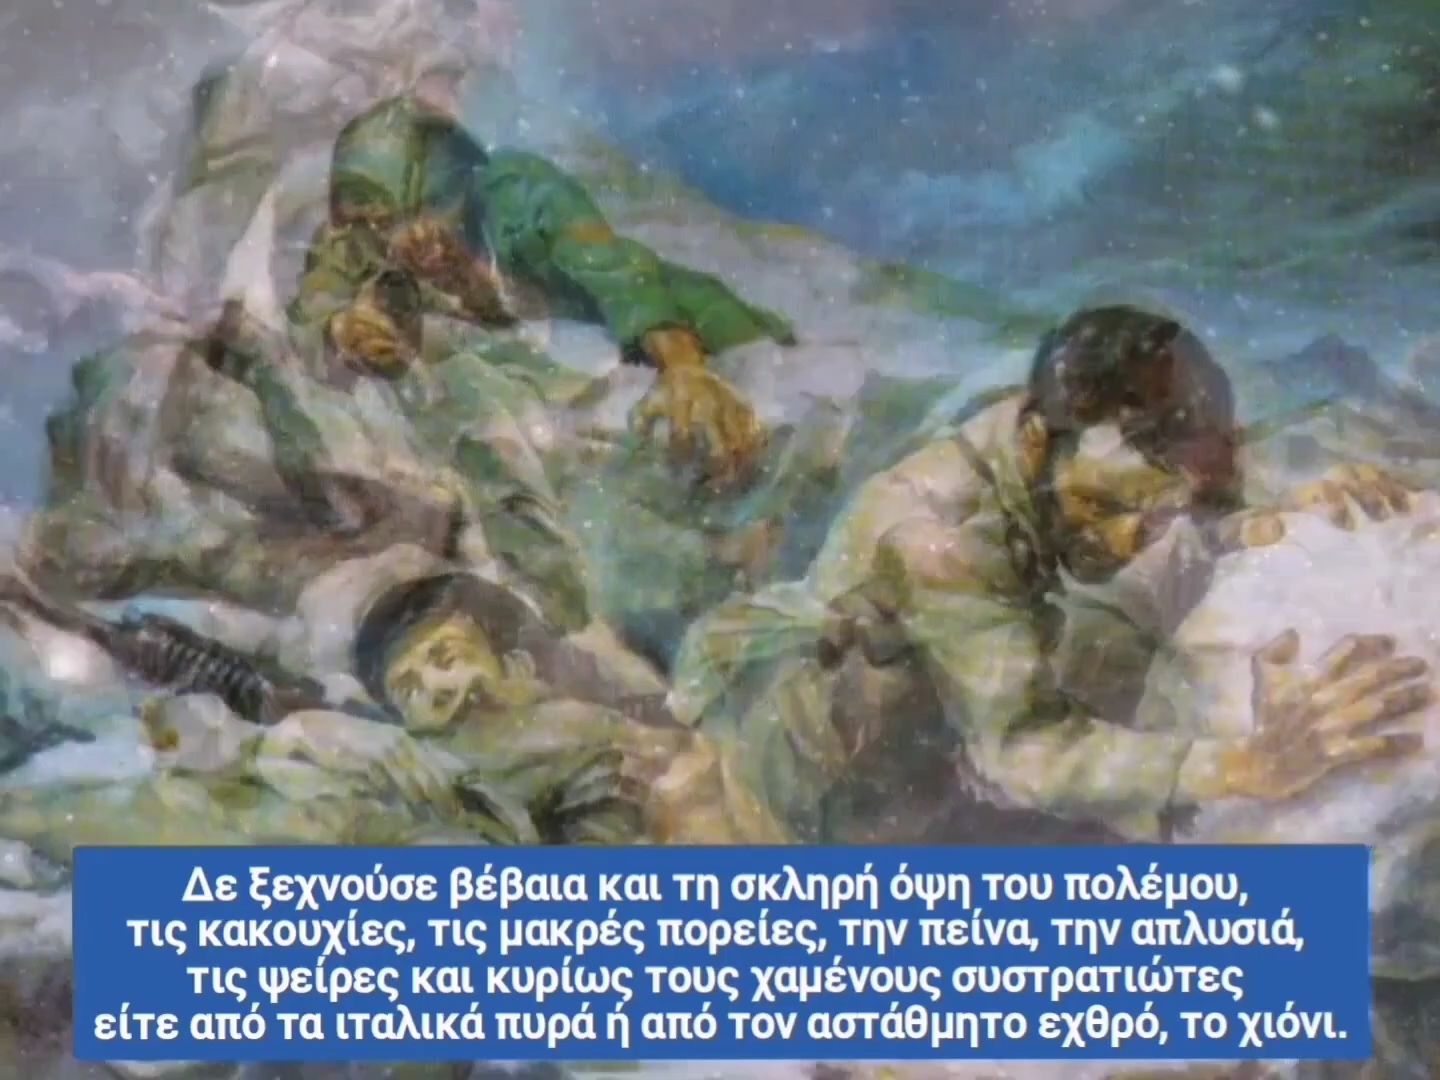 Δε ξεχνούσε βέβαια και τη σκληρή όψη του πολέμου,
τις κακουχίες, τις μακρές πορείες, την πείνα, την απλυσιά,
τις ψείρες και κυρίως τους χαμένους συστρατιώτες
είτε από τα ιταλικά πυρά ή από τον αστάθμητο εχθρό, το χιόνι.